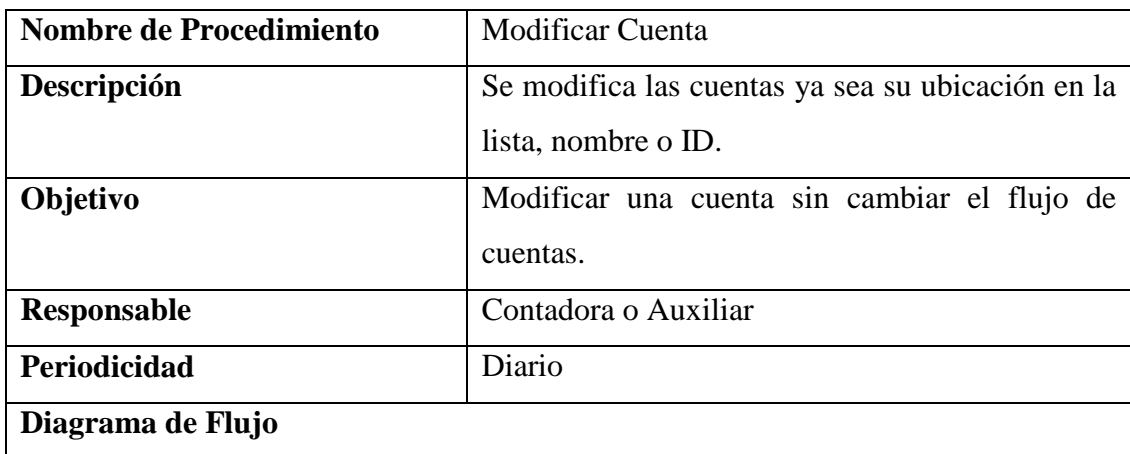 Nombre de Procedimiento Modificar Cuenta
Descripción Se modifica las cuentas ya sea su ubicación en la
lista, nombre o ID.
Objetivo Modificar una cuenta sin cambiar el flujo de
cuentas.
Responsable Contadora o Auxiliar
Periodicidad Diario
Diagrama de Flujo